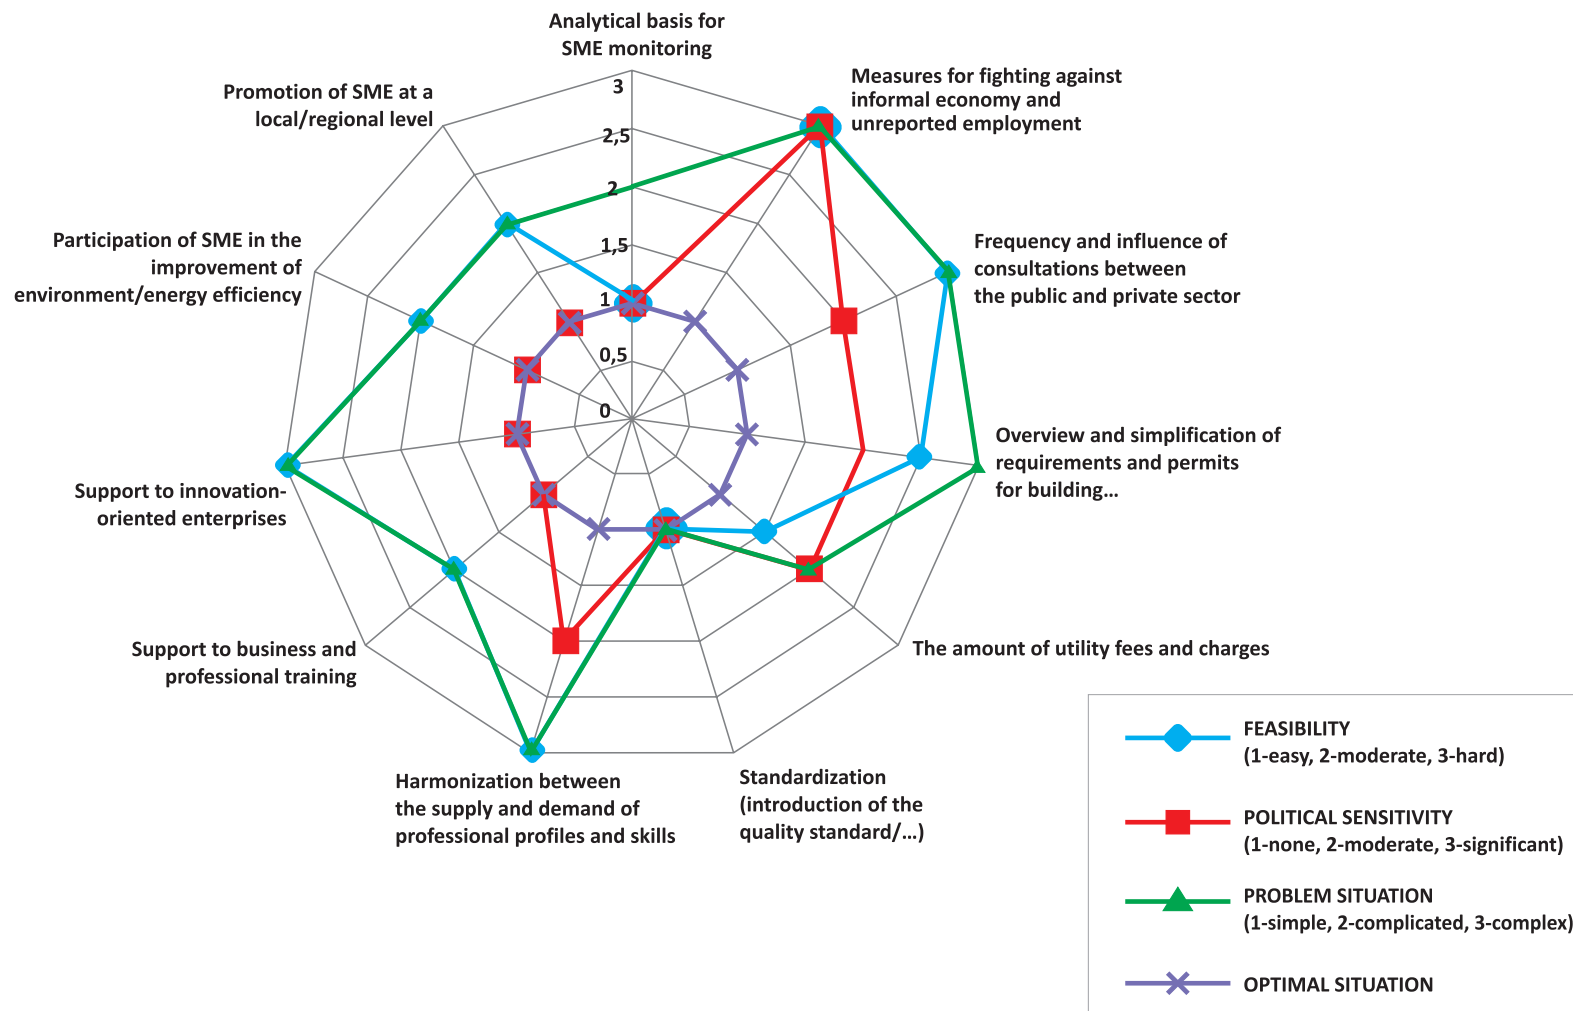 Analytical basis for
SME monitoring
Measures for fighting against
informal economy and
unreported employment
Frequency and influence of
consultations between
the public and private sector
Overview and simplification of
requirements and permits
for building...
The amount of utility fees and charges
Standardization
(introduction of the
quality standard/...)
Harmonization between
the supply and demand of
professional profiles and skills
Support to business and
professional training
Support to innovation-
oriented enterprises
Participation of SME in the
improvement of
environment/energy efficiency
Promotion of SME at a
local/regional level
3
2,5
2
1,5
1
0,5
0
FEASIBILITY
(1-easy, 2-moderate, 3-hard)
POLITICAL SENSITIVITY
(1-none, 2-moderate, 3-significant)
PROBLEM SITUATION
(1-simple, 2-complicated, 3-complex)
OPTIMAL SITUATION